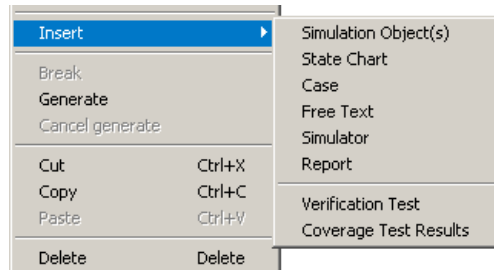 Insert
Break
Generate
Cancel generate
Cut Ctrl+X
Copy Ctrl+C
Paste Ctrl+V
Delete Delete
Simulation Object(s)
State Chart
Case
Free Text
Simulator
Report
Verification Test
Coverage Test Results